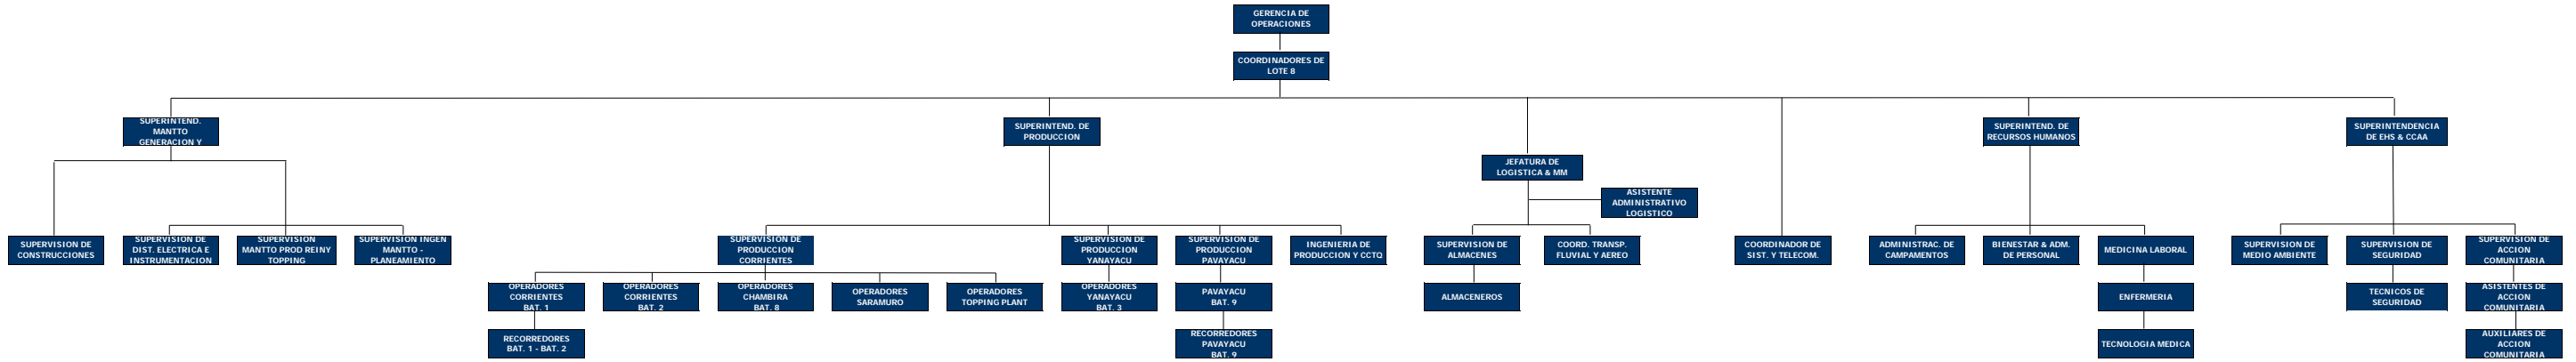 GERENCIA DE
OPERACIONES
COORDINADORES DE
LOTE 8
SUPERINTEND.
MANTTO
GENERACION Y
SUPERINTEND. DE
PRODUCCION
SUPERINTEND. DE
RECURSOS HUMANOS
SUPERINTENDENCIA
DE EHS & CCAA
JEFATURA DE
LOGISTICA & MM
ASISTENTE
ADMINISTRATIVO
LOGISTICO
SUPERVISION DE
CONSTRUCCIONES
SUPERVISION DE
DIST. ELECTRICA E
INSTRUMENTACION
SUPERVISION
MANTTO PROD REINY
TOPPING
SUPERVISION INGEN
MANTTO -
PLANEAMIENTO
SUPERVISION DE
PRODUCCION
CORRIENTES
SUPERVISION DE
PRODUCCION
YANAYACU
SUPERVISION DE
PRODUCCION
PAVAYACU
INGENIERIA DE
PRODUCCION Y CCTQ
SUPERVISION DE
ALMACENES
COORD. TRANSP.
FLUVIAL Y AEREO
COORDINADOR DE
SIST. Y TELECOM.
ADMINISTRAC. DE
CAMPAMENTOS
BIENESTAR & ADM.
DE PERSONAL
MEDICINA LABORAL
SUPERVISION DE
MEDIO AMBIENTE
SUPERVISION DE
SEGURIDAD
SUPERVISION DE
ACCION
COMUNITARIA
OPERADORES
CORRIENTES
BAT. 1
OPERADORES
CORRIENTES
BAT. 2
OPERADORES
CHAMBIRA
BAT. 8
OPERADORES
SARAMURO
OPERADORES
TOPPING PLANT
OPERADORES
YANAYACU
BAT. 3
PAVAYACU
BAT. 9
ALMACENEROS
ENFERMERIA
TECNICOS DE
SEGURIDAD
ASISTENTES DE
ACCION
COMUNITARIA
RECORREDORES
BAT. 1 - BAT. 2
RECORREDORES
PAVAYACU
BAT. 9
TECNOLOGIA MEDICA
AUXILIARES DE
ACCION
COMUNITARIA